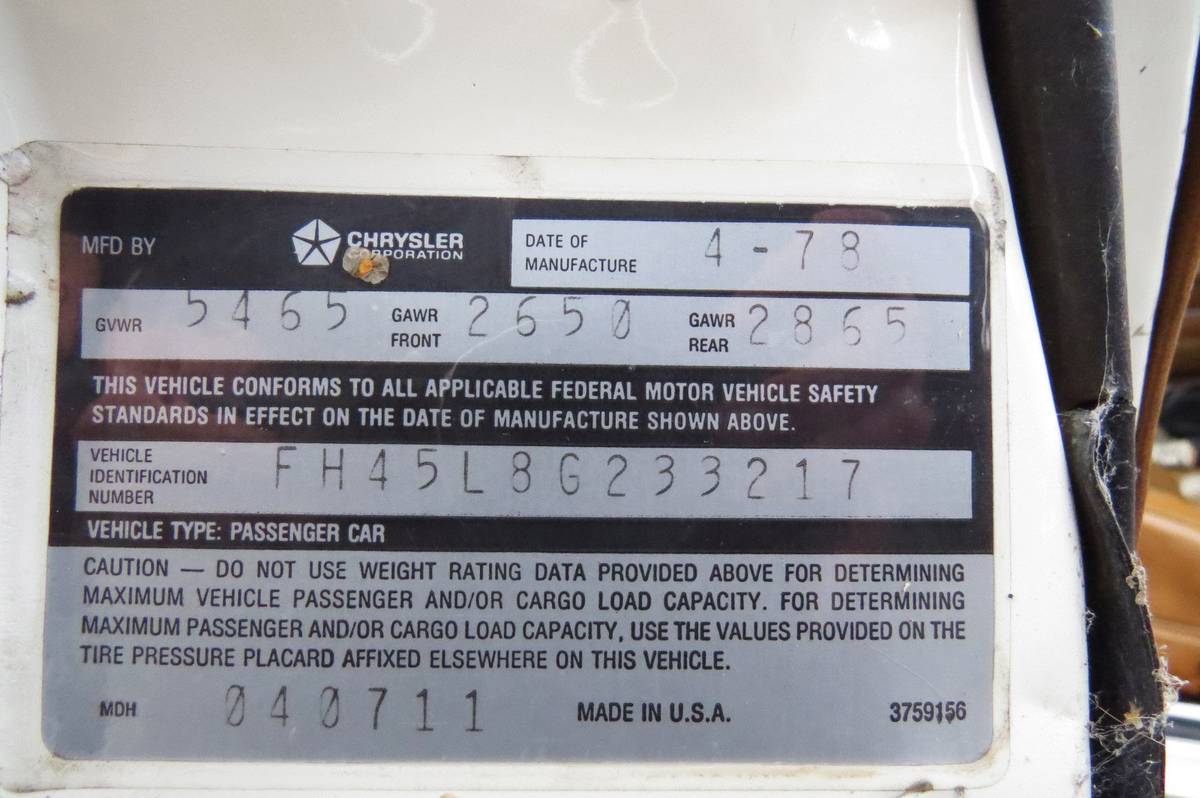 MFD BY CHRYSLER CORPORATION
DATE OF MANUFACTURE 4-78
GVWR 5465 GAWR FRONT 2650 GAWR REAR 2865
THIS VEHICLE CONFORMS TO ALL APPLICABLE FEDERAL MOTOR VEHICLE SAFETY
STANDARDS IN EFFECT ON THE DATE OF MANUFACTURE SHOWN ABOVE.
VEHICLE IDENTIFICATION NUMBER FH45L8G233217
VEHICLE TYPE: PASSENGER CAR
CAUTION — DO NOT USE WEIGHT RATING DATA PROVIDED ABOVE FOR DETERMINING
MAXIMUM VEHICLE PASSENGER AND/OR CARGO LOAD CAPACITY. FOR DETERMINING
MAXIMUM PASSENGER AND/OR CARGO LOAD CAPACITY, USE THE VALUES PROVIDED ON THE
TIRE PRESSURE PLACARD AFFIXED ELSEWHERE ON THIS VEHICLE.
MDH 040711 MADE IN U.S.A. 3759156